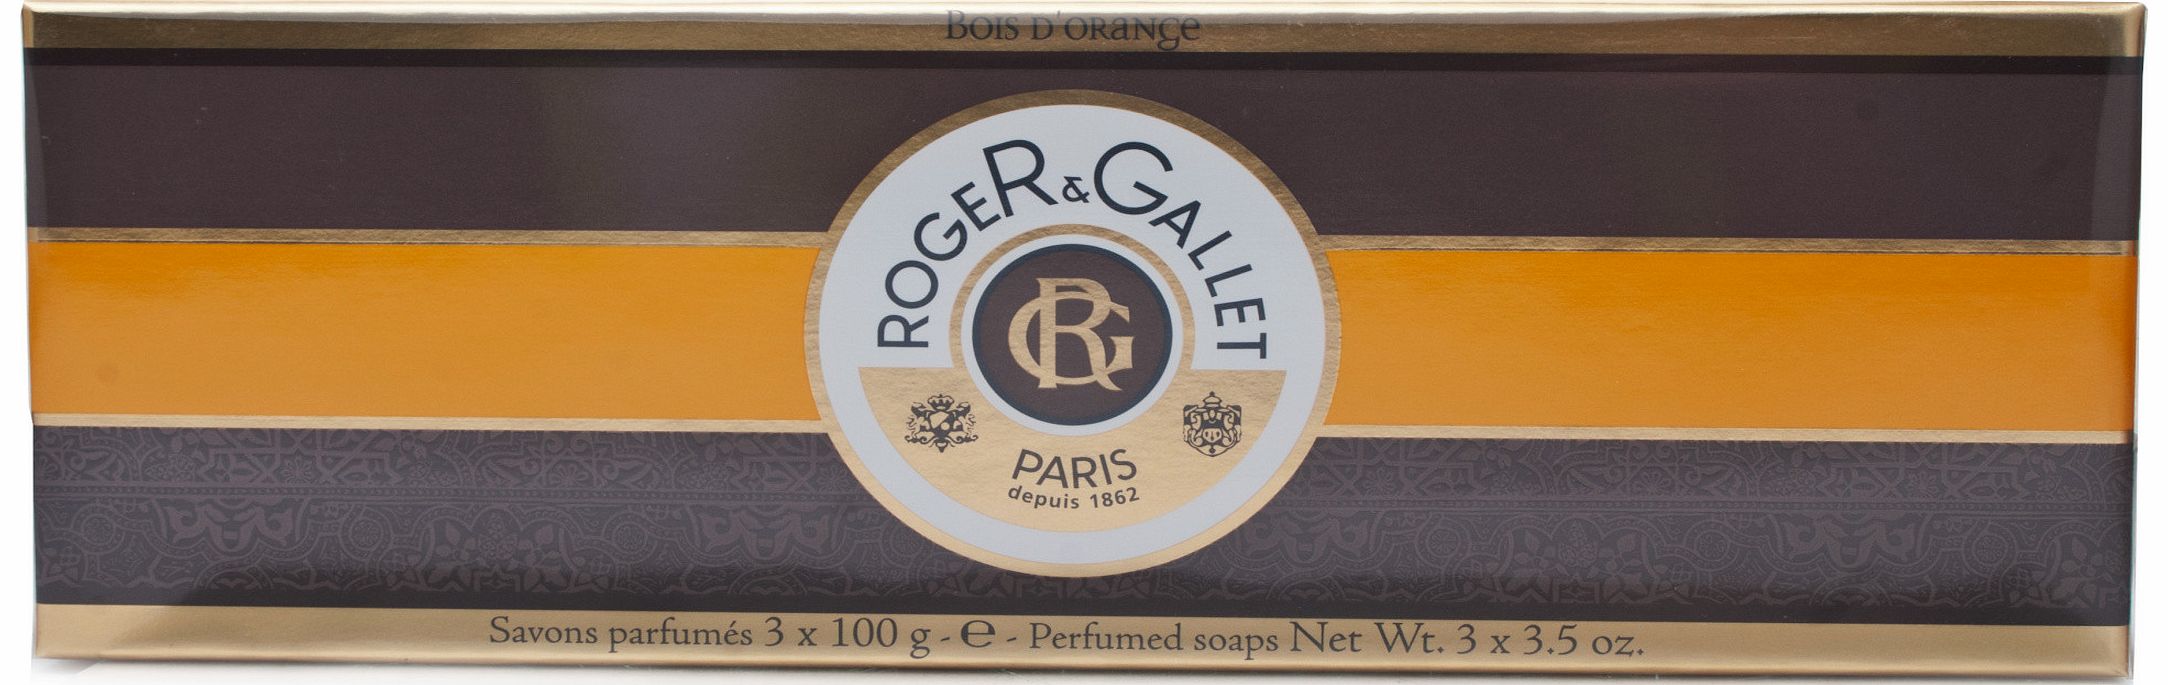 Bois d'orange
ROGER & GALLET
RG
PARIS
depuis 1862
Savons parfumés 3 x 100 g - ℮ - Perfumed soaps Net Wt. 3 x 3.5 oz.